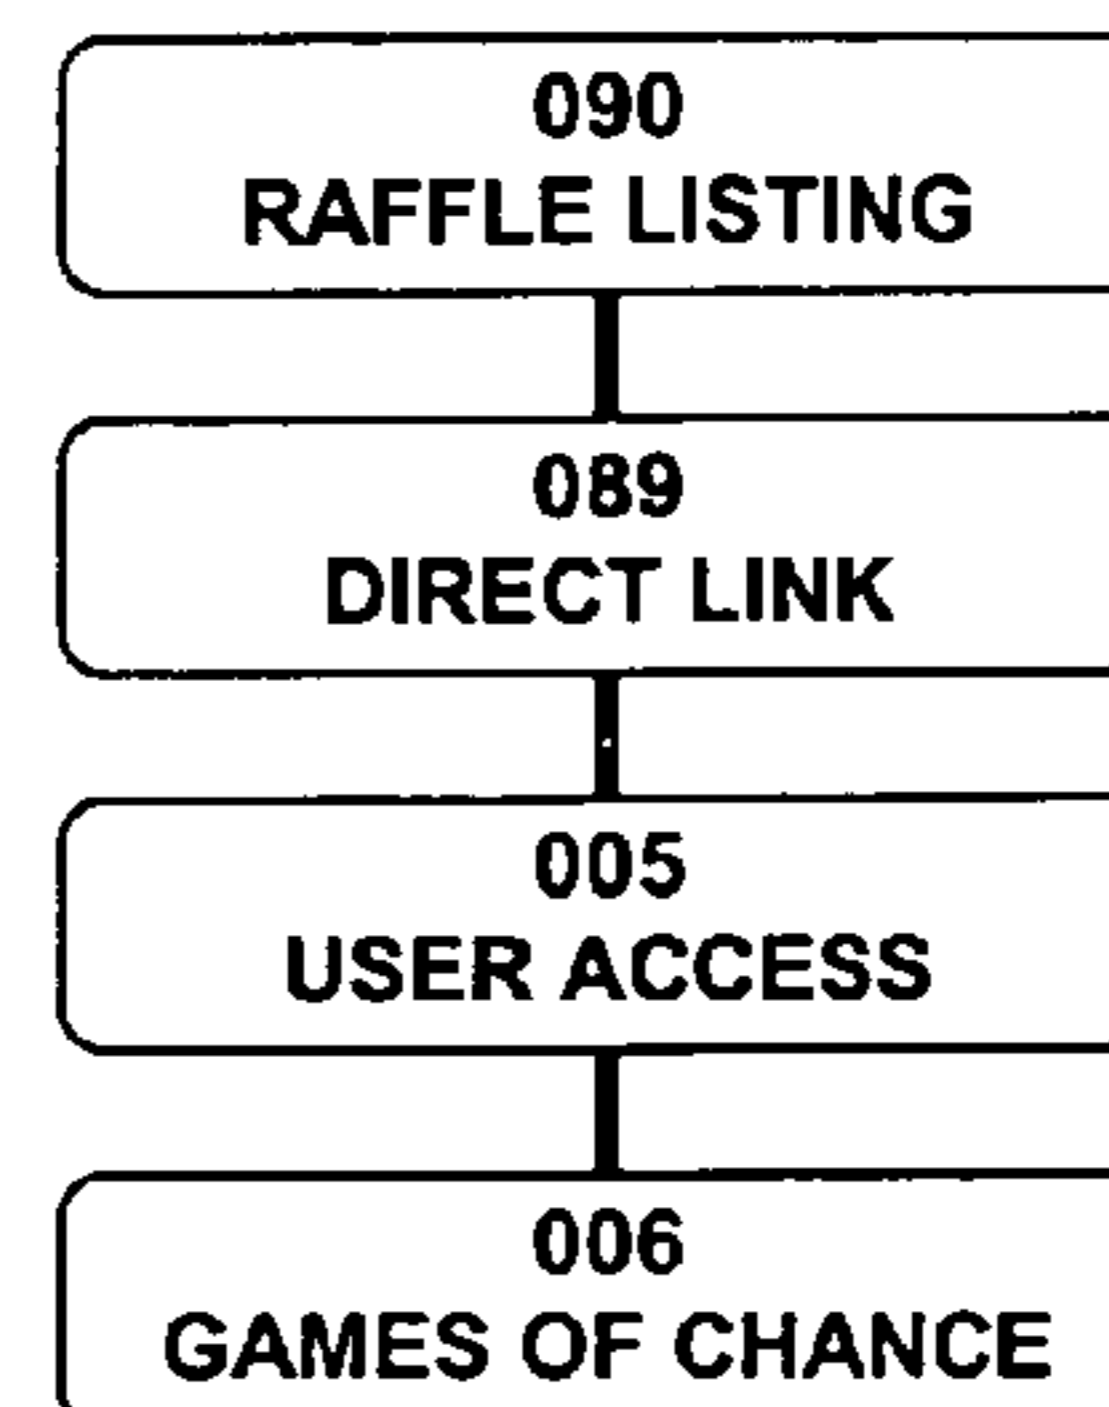 090
RAFFLE LISTING
089
DIRECT LINK
005
USER ACCESS
006
GAMES OF CHANCE